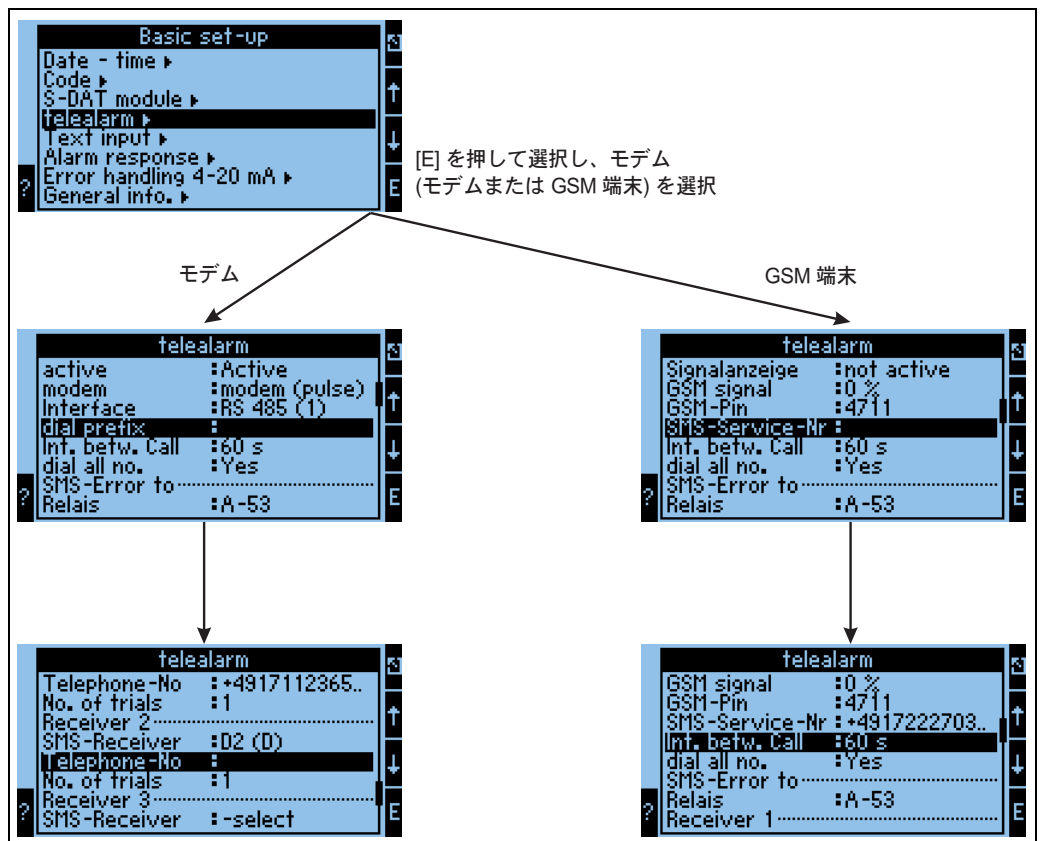 Basic set-up
Date - time ▸
Code ▸
S-DAT module ▸
telealarm ▸
Text input ▸
Alarm response ▸
Error handling 4-20 mA ▸
General info. ▸
↑
↓
?
E
[E] を押して選択し、モデム
(モデムまたは GSM 端末) を選択
モデム
GSM 端末
telealarm
active :Active
modem :modem (pulse)
Interface :RS 485 (1)
dial prefix :
Int. betw. Call :60 s
dial all no. :Yes
SMS-Error to
Relais :A-53
↑
↓
?
E
telealarm
Signalanzeige :not active
GSM signal :0 %
GSM-Pin :4711
SMS-Service-Nr :
Int. betw. Call :60 s
dial all no. :Yes
SMS-Error to
Relais :A-53
↑
↓
?
E
telealarm
Telephone-No :+4917112365..
No. of trials :1
Receiver 2
SMS-Receiver :D2 (D)
Telephone-No :
No. of trials :1
Receiver 3
SMS-Receiver :-select
↑
↓
?
E
telealarm
GSM signal :0 %
GSM-Pin :4711
SMS-Service-Nr :+4917222703..
Int. betw. Call :60 s
dial all no. :Yes
SMS-Error to
Relais :A-53
Receiver 1
↑
↓
?
E